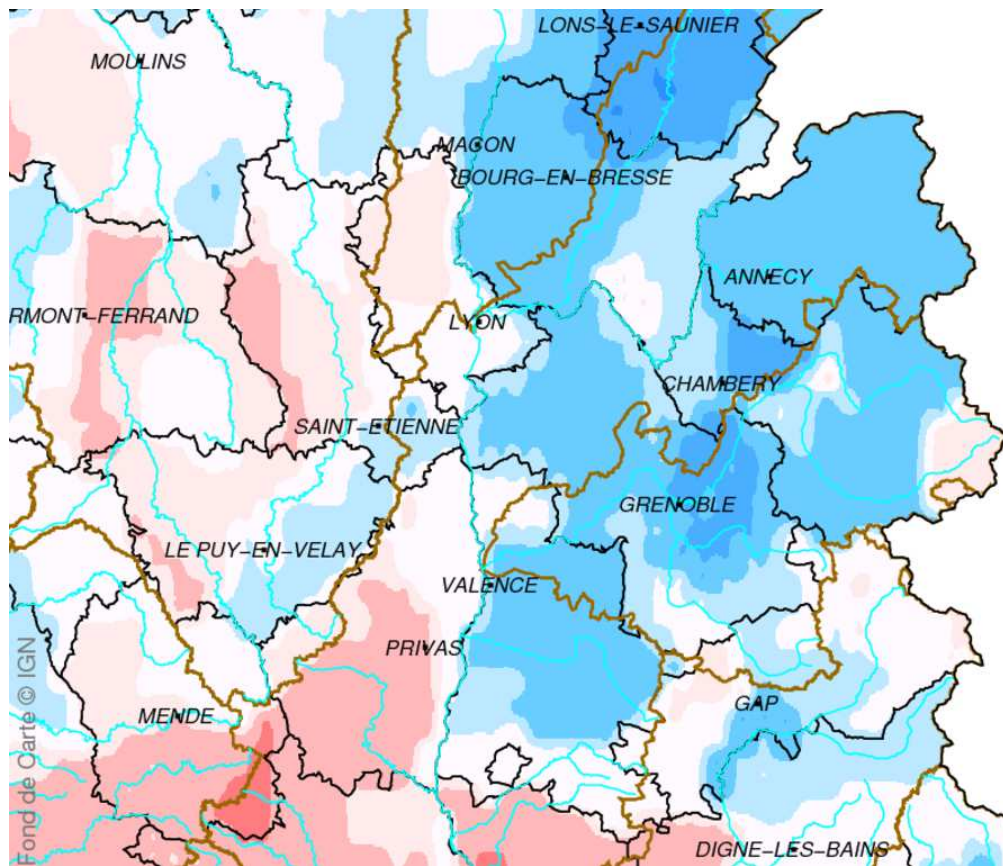 LONS-LE-SAUNIER
MOULINS
MACON
BOURG-EN-BRESSE
ANNECY
RMONT-FERRAND
LYON
CHAMBERY
SAINT-ETIENNE
GRENOBLE
LE PUY-EN-VELAY
VALENCE
PRIVAS
GAP
MENDE
DIGNE-LES-BAINS
Fond de Carte © IGN